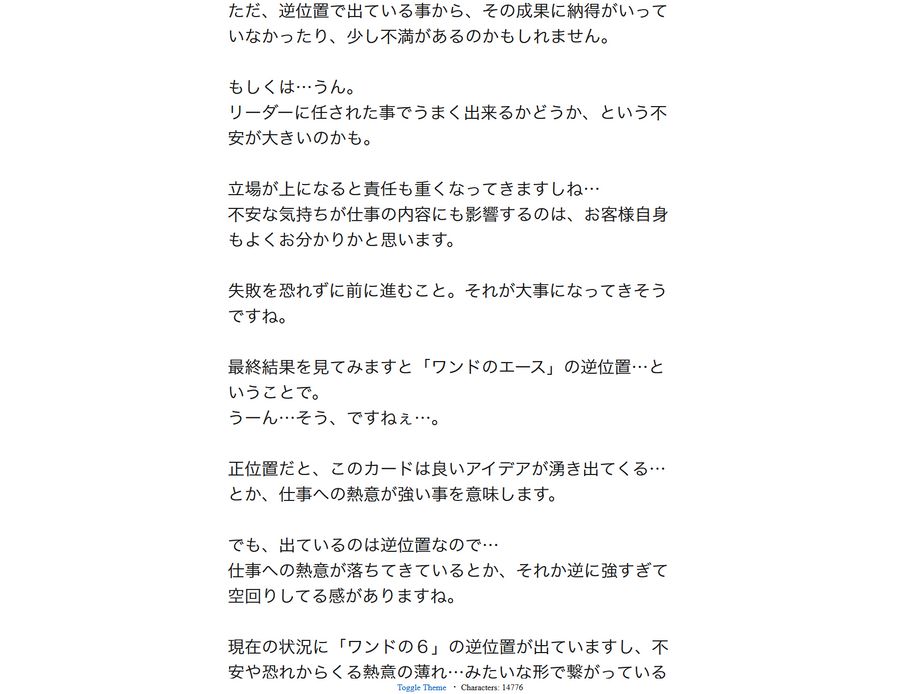 ただ、逆位置で出ている事から、その成果に納得がいって
いなかったり、少し不満があるのかもしれません。
もしくは…うん。
リーダーに任された事でうまく出来るかどうか、という不
安が大きいのかも。
立場が上になると責任も重くなってきますしね…
不安な気持ちが仕事の内容にも影響するのは、お客様自身
もよくお分かりかと思います。
失敗を恐れずに前に進むこと。それが大事になってきそう
ですね。
最終結果を見てみますと「ワンドのエース」の逆位置…と
いうことで。
うーん…そう、ですねぇ…。
正位置だと、このカードは良いアイデアが湧き出てくる…
とか、仕事への熱意が強い事を意味します。
でも、出ているのは逆位置なので…
仕事への熱意が落ちてきているとか、それか逆に強すぎて
空回りしてる感がありますね。
現在の状況に「ワンドの６」の逆位置が出ていますし、不
安や恐れからくる熱意の薄れ…みたいな形で繋がっている
Toggle Theme ・ Characters: 14776